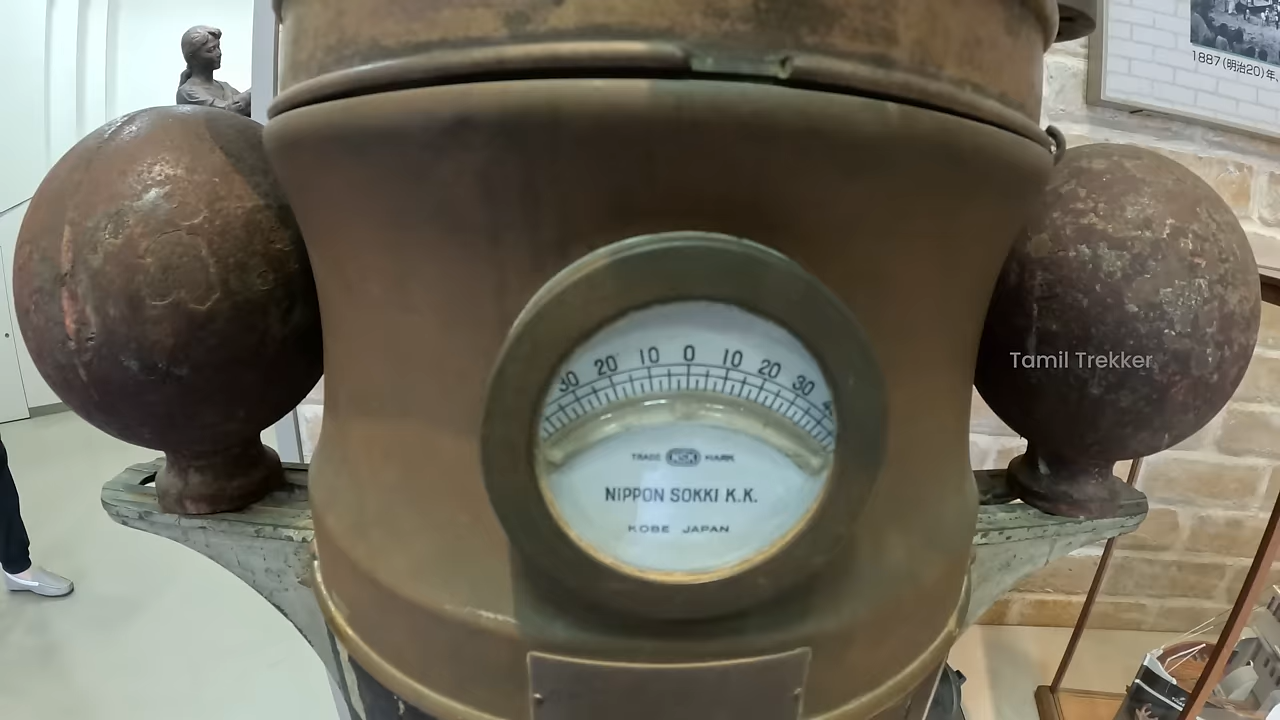 1887(明治20)年、
30 20 10 0 10 20 30
Tamil Trekker
TRADE NSK MARK
NIPPON SOKKI K.K.
KOBE JAPAN